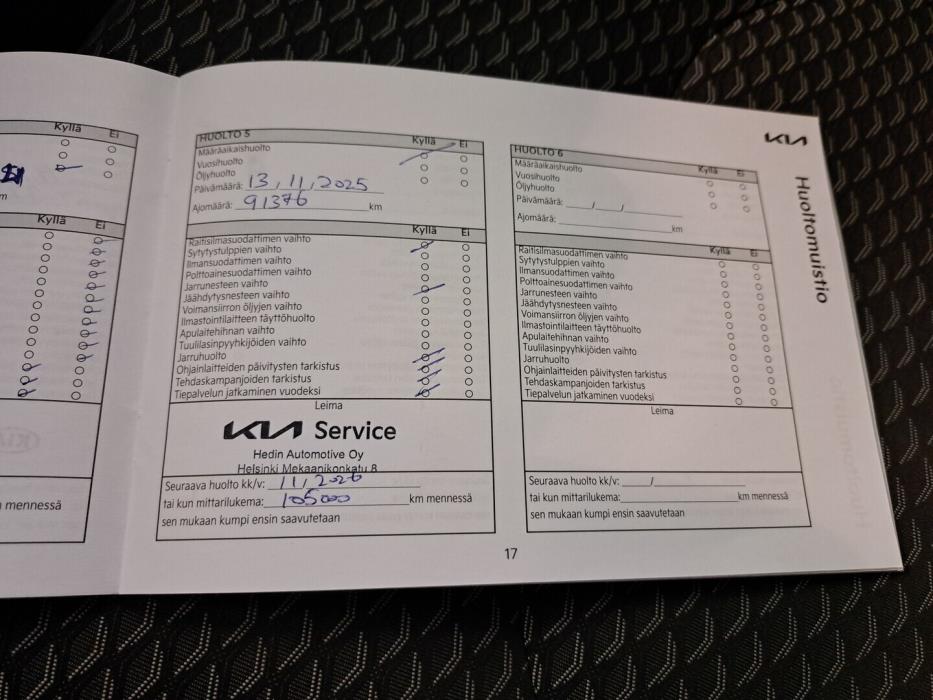 Kyllä Ei
m
Kyllä Ei
mennessä
HUOLTO 5 Kyllä Ei
Määräaikaishuolto
Vuosihuolto
Öljyhuolto
Päivämäärä: 13, 11, 2025
Ajomäärä: 91376 km
Kyllä Ei
Raitisilmasuodattimen vaihto
Sytytystulppien vaihto
Ilmansuodattimen vaihto
Polttoainesuodattimen vaihto
Jarrunesteen vaihto
Jäähdytysnesteen vaihto
Voimansiirron öljyjen vaihto
Ilmastointilaitteen täyttöhuolto
Apulaitehihnan vaihto
Tuulilasinpyyhkijöiden vaihto
Jarruhuolto
Ohjainlaitteiden päivitysten tarkistus
Tehdaskampanjoiden tarkistus
Tiepalvelun jatkaminen vuodeksi
Leima
KIA Service
Hedin Automotive Oy
Helsinki Mekaanikonkatu 8
Seuraava huolto kk/v: 11/2026
tai kun mittarilukema: 105000 km mennessä
sen mukaan kumpi ensin saavutetaan
KIA
Huoltomuistio
HUOLTO 6 Kyllä Ei
Määräaikaishuolto
Vuosihuolto
Öljyhuolto
Päivämäärä: __/__/__
Ajomäärä: km
Kyllä Ei
Raitisilmasuodattimen vaihto
Sytytystulppien vaihto
Ilmansuodattimen vaihto
Polttoainesuodattimen vaihto
Jarrunesteen vaihto
Jäähdytysnesteen vaihto
Voimansiirron öljyjen vaihto
Ilmastointilaitteen täyttöhuolto
Apulaitehihnan vaihto
Tuulilasinpyyhkijöiden vaihto
Jarruhuolto
Ohjainlaitteiden päivitysten tarkistus
Tehdaskampanjoiden tarkistus
Tiepalvelun jatkaminen vuodeksi
Leima
Seuraava huolto kk/v: __/__
tai kun mittarilukema: km mennessä
sen mukaan kumpi ensin saavutetaan
17